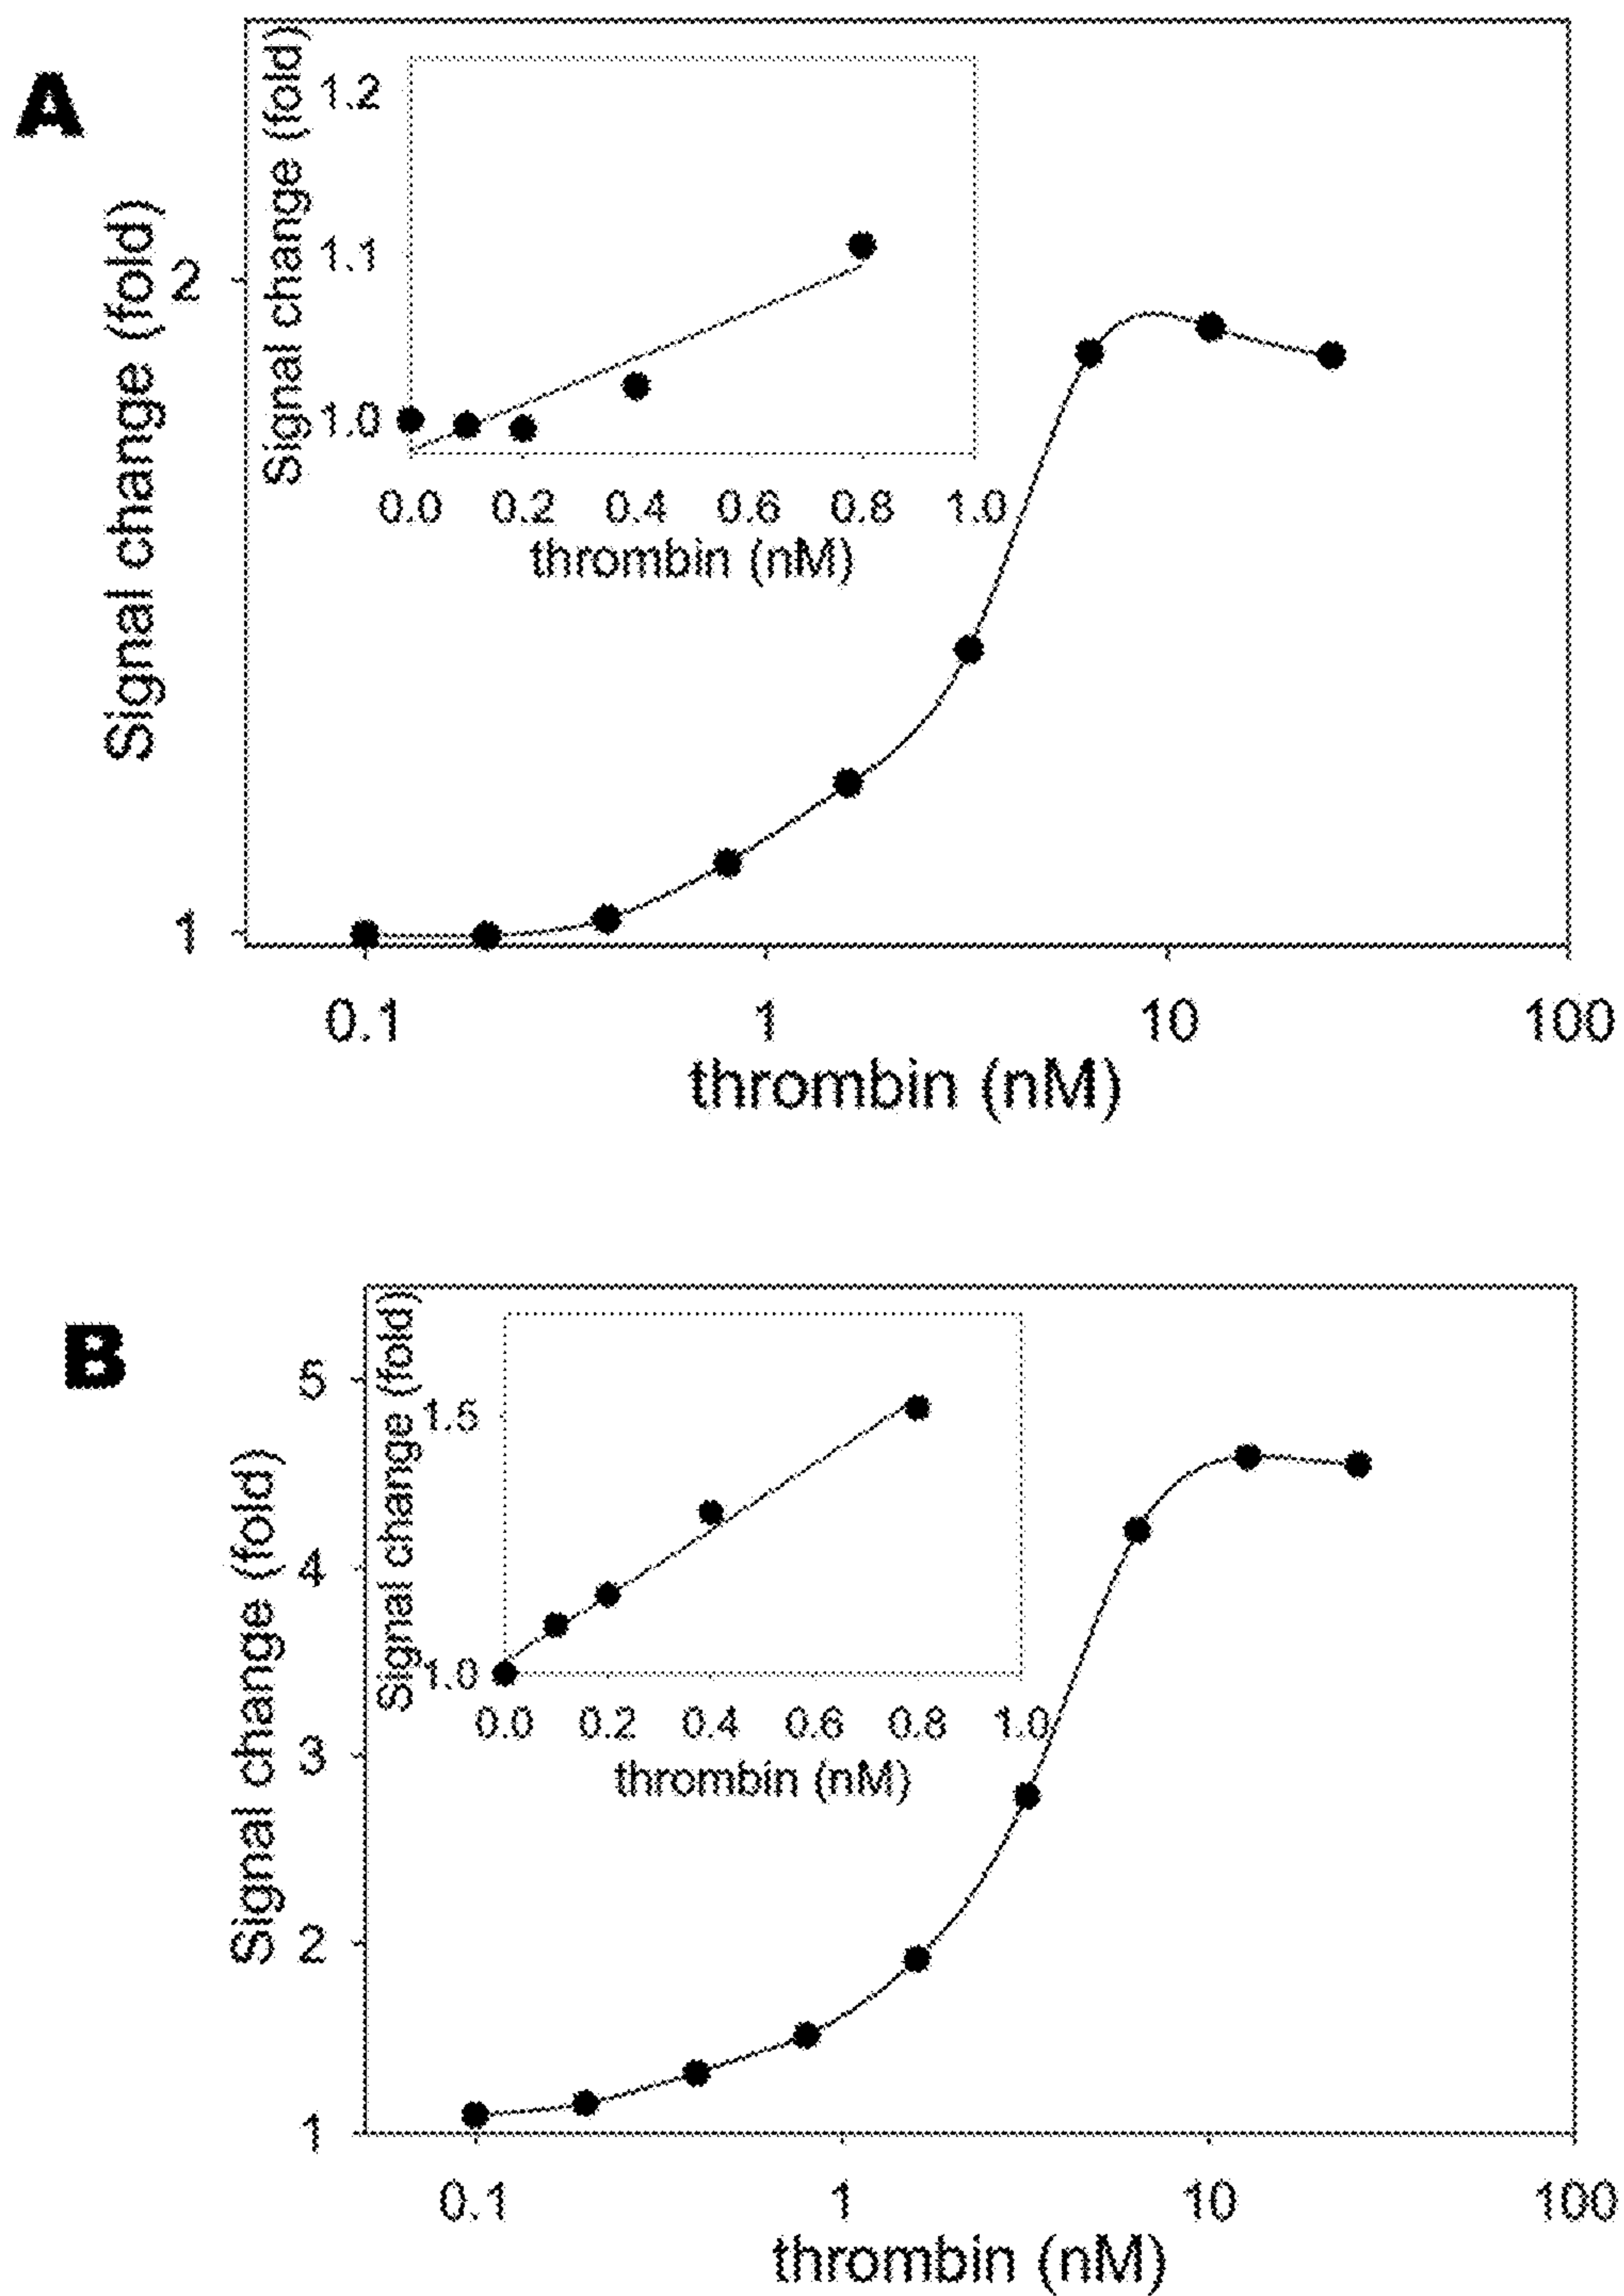 A
Signal change (fold)
2
1
Signal change (fold)
1.2
1.1
1.0
0.0 0.2 0.4 0.6 0.8 1.0
thrombin (nM)
0.1 1 10 100
thrombin (nM)
B
Signal change (fold)
5
4
3
2
1
Signal change (fold)
1.5
1.0
0.0 0.2 0.4 0.6 0.8 1.0
thrombin (nM)
0.1 1 10 100
thrombin (nM)